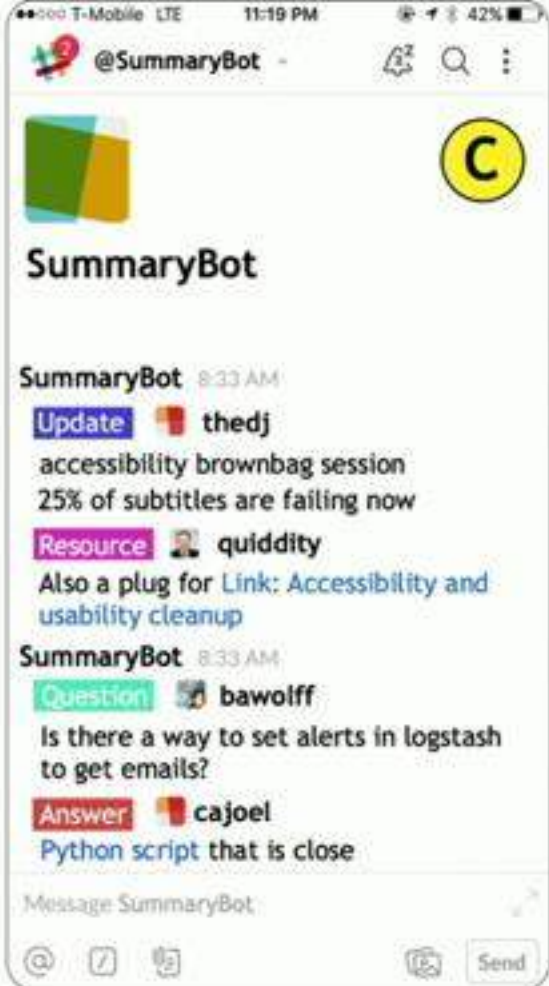 T-Mobile LTE 11:19 PM 42%
2
@SummaryBot
C
SummaryBot
SummaryBot 8:33 AM
Update thedj
accessibility brownbag session
25% of subtitles are failing now
Resource quiddity
Also a plug for Link: Accessibility and
usability cleanup
SummaryBot 8:33 AM
Question bawolff
Is there a way to set alerts in logstash
to get emails?
Answer cajoel
Python script that is close
Message SummaryBot
@ / Send